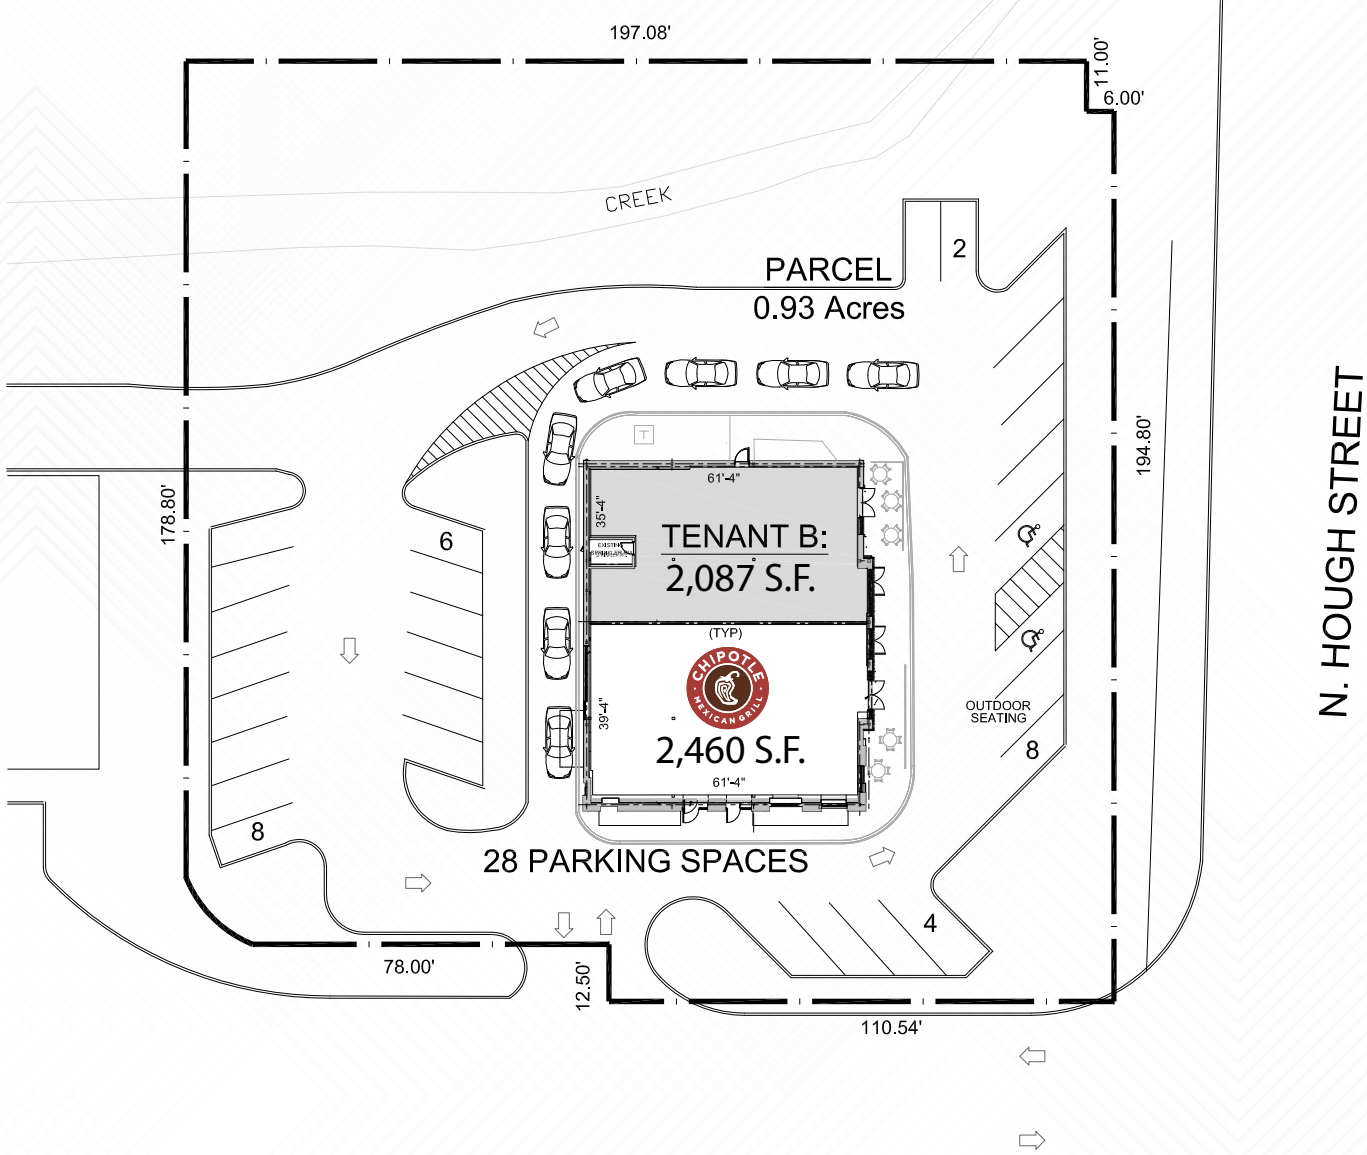 197.08'
11.00'
6.00'
CREEK
2
PARCEL
0.93 Acres
N. HOUGH STREET
194.80'
178.80'
T
61'-4"
35'-4"
6
TENANT B:
2,087 S.F.
EXISTING
(TYP)
CHIPOTLE
MEXICAN GRILL
39'-4"
2,460 S.F.
61'-4"
OUTDOOR
SEATING
8
8
28 PARKING SPACES
4
78.00'
12.50'
110.54'